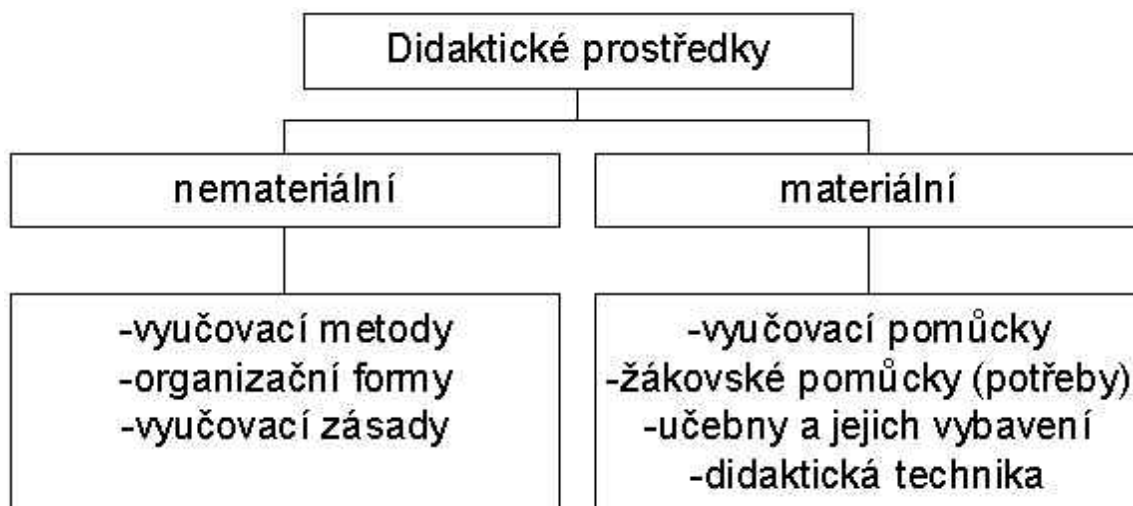 Didaktické prostředky
nemateriální
materiální
-vyučovací metody
-organizační formy
-vyučovací zásady
-vyučovací pomůcky
-žákovské pomůcky (potřeby)
-učebny a jejich vybavení
-didaktická technika